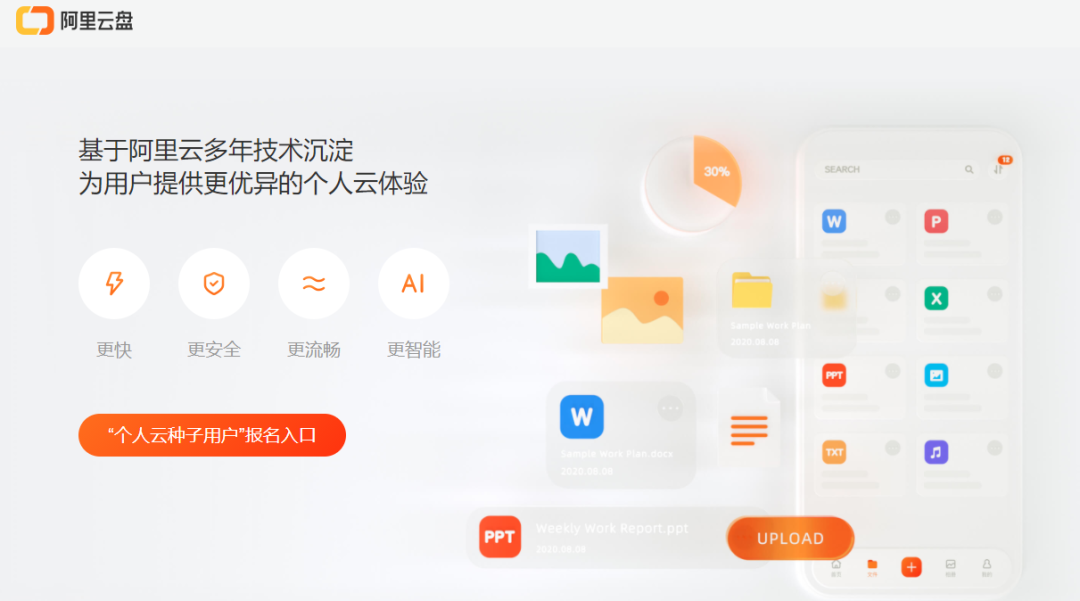 阿里云盘
基于阿里云多年技术沉淀
为用户提供更优异的个人云体验
AI
更快
更安全
更流畅
更智能
“个人云种子用户”报名入口
30%
SEARCH
12
W
P
X
PPT
TXT
Sample Work Plan
2020.08.08
W
Sample Work Plan.docx
2020.08.08
PPT
Weekly Work Report.ppt
2020.08.08
UPLOAD
文件